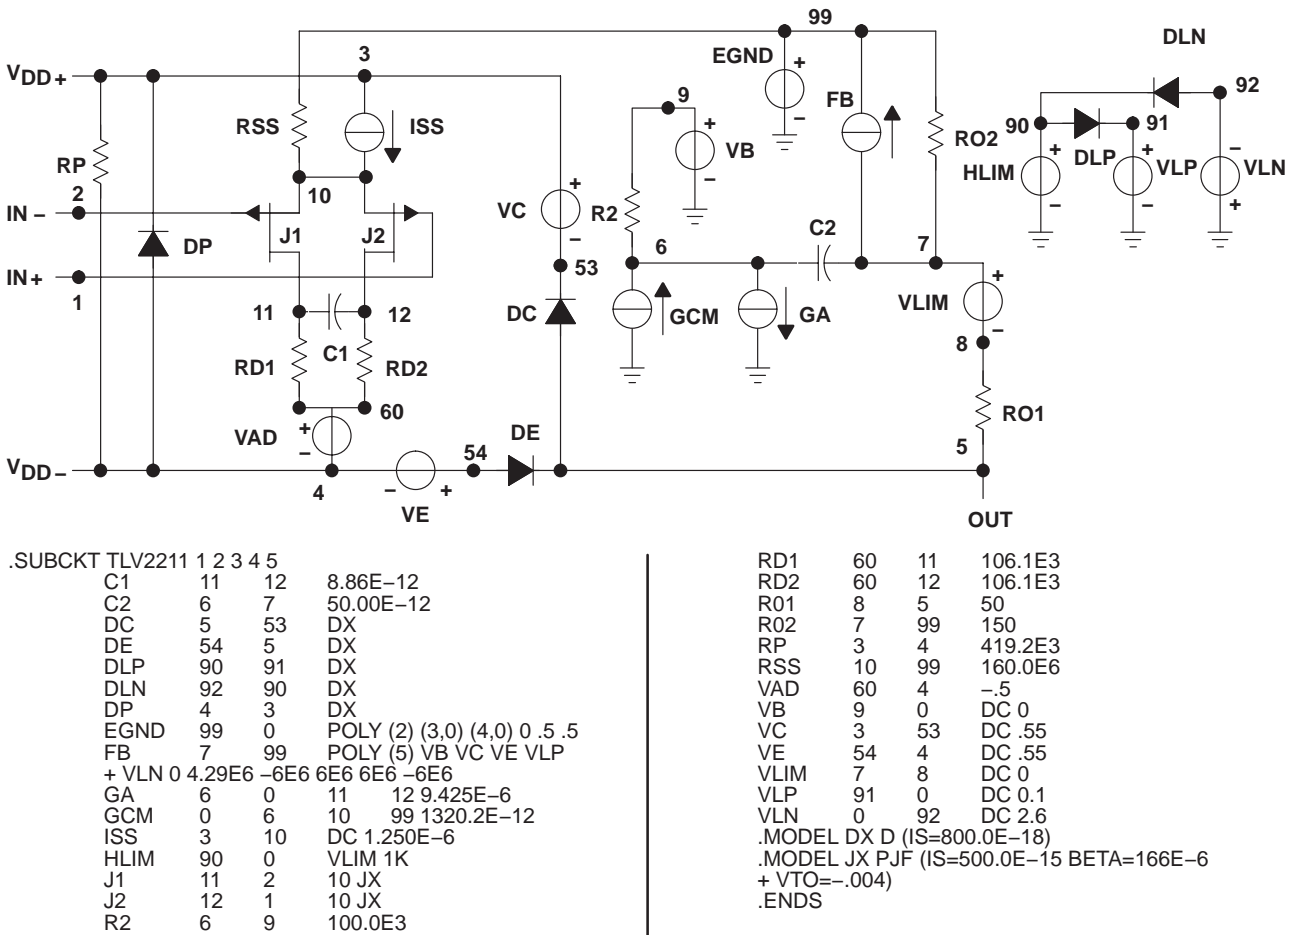 99
DLN
3
EGND
+
VDD+
9
FB
92
RSS
ISS
+
RO2
90
91
VB
DLP
RP
−
+
+
−
−
HLIM
VLP
VLN
10
VC
+
R2
−
−
+
2
IN −
J1
J2
C2
DP
−
6
7
IN+
53
+
1
VLIM
GCM
GA
11
12
DC
−
8
C1
RD1
RD2
RO1
60
VAD
+
−
DE
5
VDD−
54
4
−
+
VE
OUT
.SUBCKT TLV2211 1 2 3 4 5
C1 11 12 8.86E−12
C2 6 7 50.00E−12
DC 5 53 DX
DE 54 5 DX
DLP 90 91 DX
DLN 92 90 DX
DP 4 3 DX
EGND 99 0 POLY (2) (3,0) (4,0) 0 .5 .5
FB 7 99 POLY (5) VB VC VE VLP
+ VLN 0 4.29E6 −6E6 6E6 6E6 −6E6
GA 6 0 11 12 9.425E−6
GCM 0 6 10 99 1320.2E−12
ISS 3 10 DC 1.250E−6
HLIM 90 0 VLIM 1K
J1 11 2 10 JX
J2 12 1 10 JX
R2 6 9 100.0E3
RD1 60 11 106.1E3
RD2 60 12 106.1E3
R01 8 5 50
R02 7 99 150
RP 3 4 419.2E3
RSS 10 99 160.0E6
VAD 60 4 −.5
VB 9 0 DC 0
VC 3 53 DC .55
VE 54 4 DC .55
VLIM 7 8 DC 0
VLP 91 0 DC 0.1
VLN 0 92 DC 2.6
.MODEL DX D (IS=800.0E−18)
.MODEL JX PJF (IS=500.0E−15 BETA=166E−6
+ VTO=−.004)
.ENDS